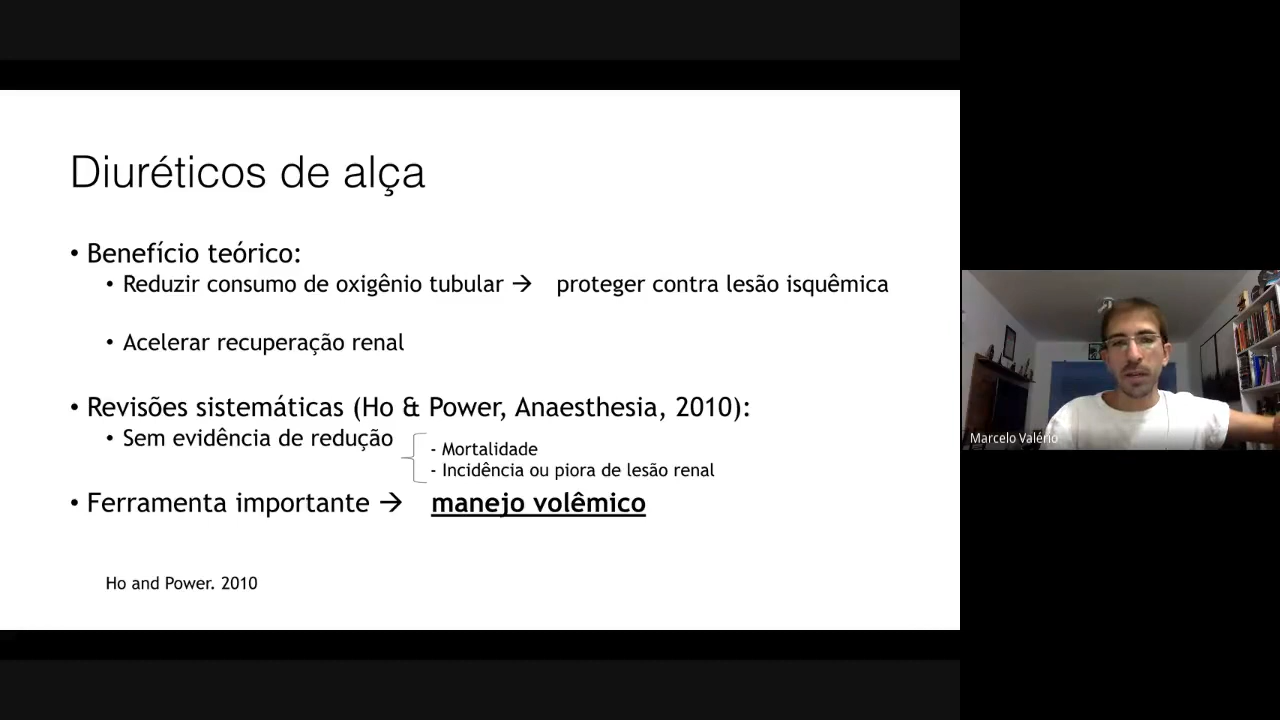 Diuréticos de alça
• Benefício teórico:
• Reduzir consumo de oxigênio tubular → proteger contra lesão isquêmica
• Acelerar recuperação renal
• Revisões sistemáticas (Ho & Power, Anaesthesia, 2010):
• Sem evidência de redução
- Mortalidade
- Incidência ou piora de lesão renal
• Ferramenta importante → manejo volêmico
Ho and Power. 2010
Marcelo Valério